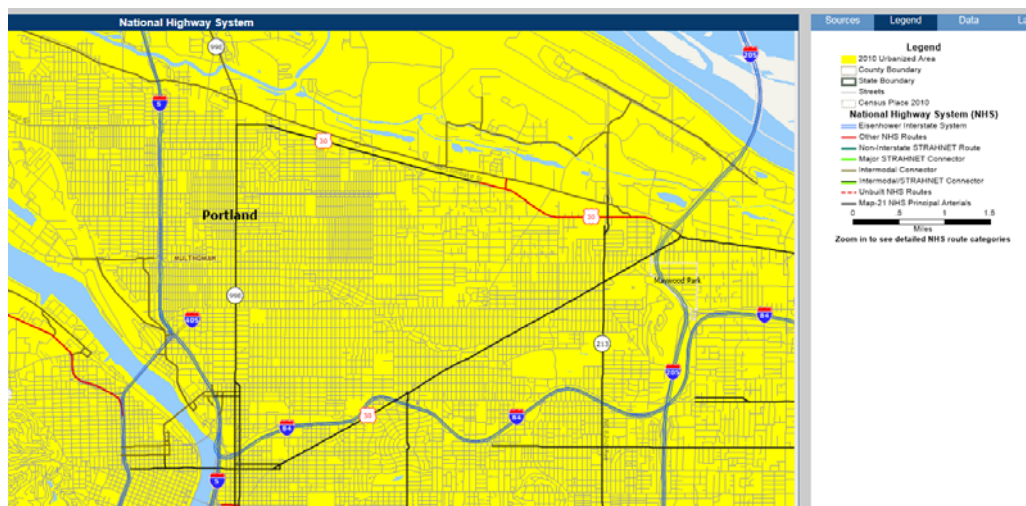 National Highway System
Sources Legend Data
Legend
2010 Urbanized Area
County Boundary
State Boundary
Streets
Census Place 2010
National Highway System (NHS)
Eisenhower Interstate System
Other NHS Routes
Non-Interstate STRAHNET Route
Major STRAHNET Connector
Intermodal Connector
Intermodal/STRAHNET Connector
Unbuilt NHS Routes
Map-21 NHS Principal Arterials
0 .5 1 1.5
Miles
Zoom in to see detailed NHS route categories
99E
205
5
30
Portland
30
MULTNOMAH
Maywood Park
99E
405
84
213
205
30
84
84
5